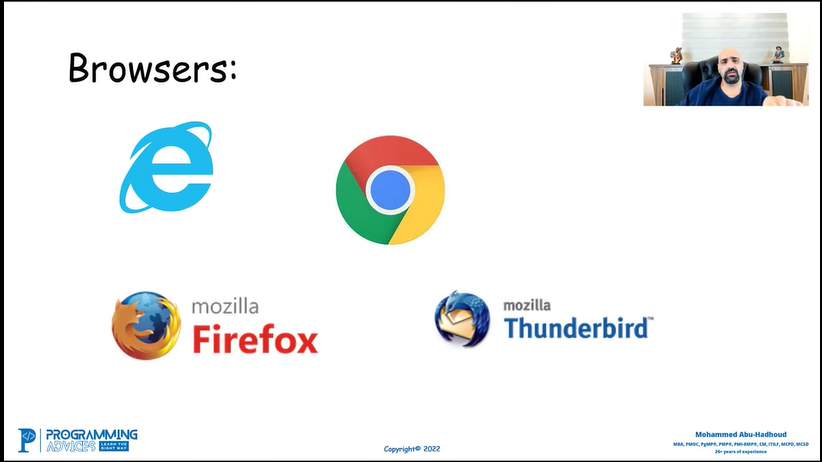 Browsers:
mozilla
Firefox
mozilla
Thunderbird™
PROGRAMMING
ADVICES LEARN THE
RIGHT WAY
Copyright© 2022
Mohammed Abu-Hadhoud
MBA, PMOC, PgMP®, PMP®, PMI-RMP®, CM, ITILF, MCPD, MCSD
20+ years of experience